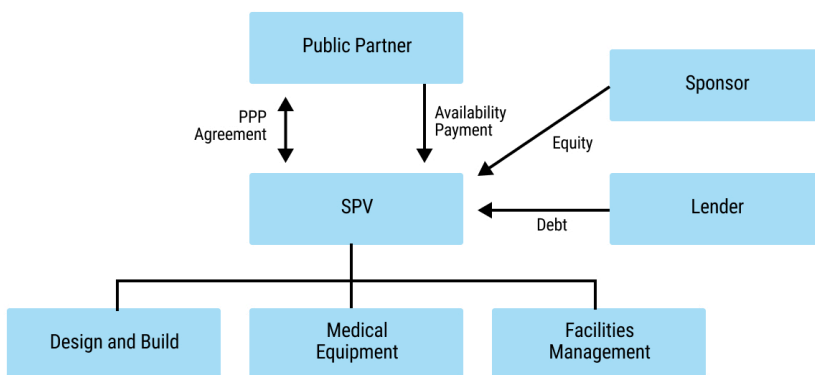 Public Partner
Sponsor
PPP
Agreement
Availability
Payment
Equity
SPV
Lender
Debt
Design and Build
Medical
Equipment
Facilities
Management